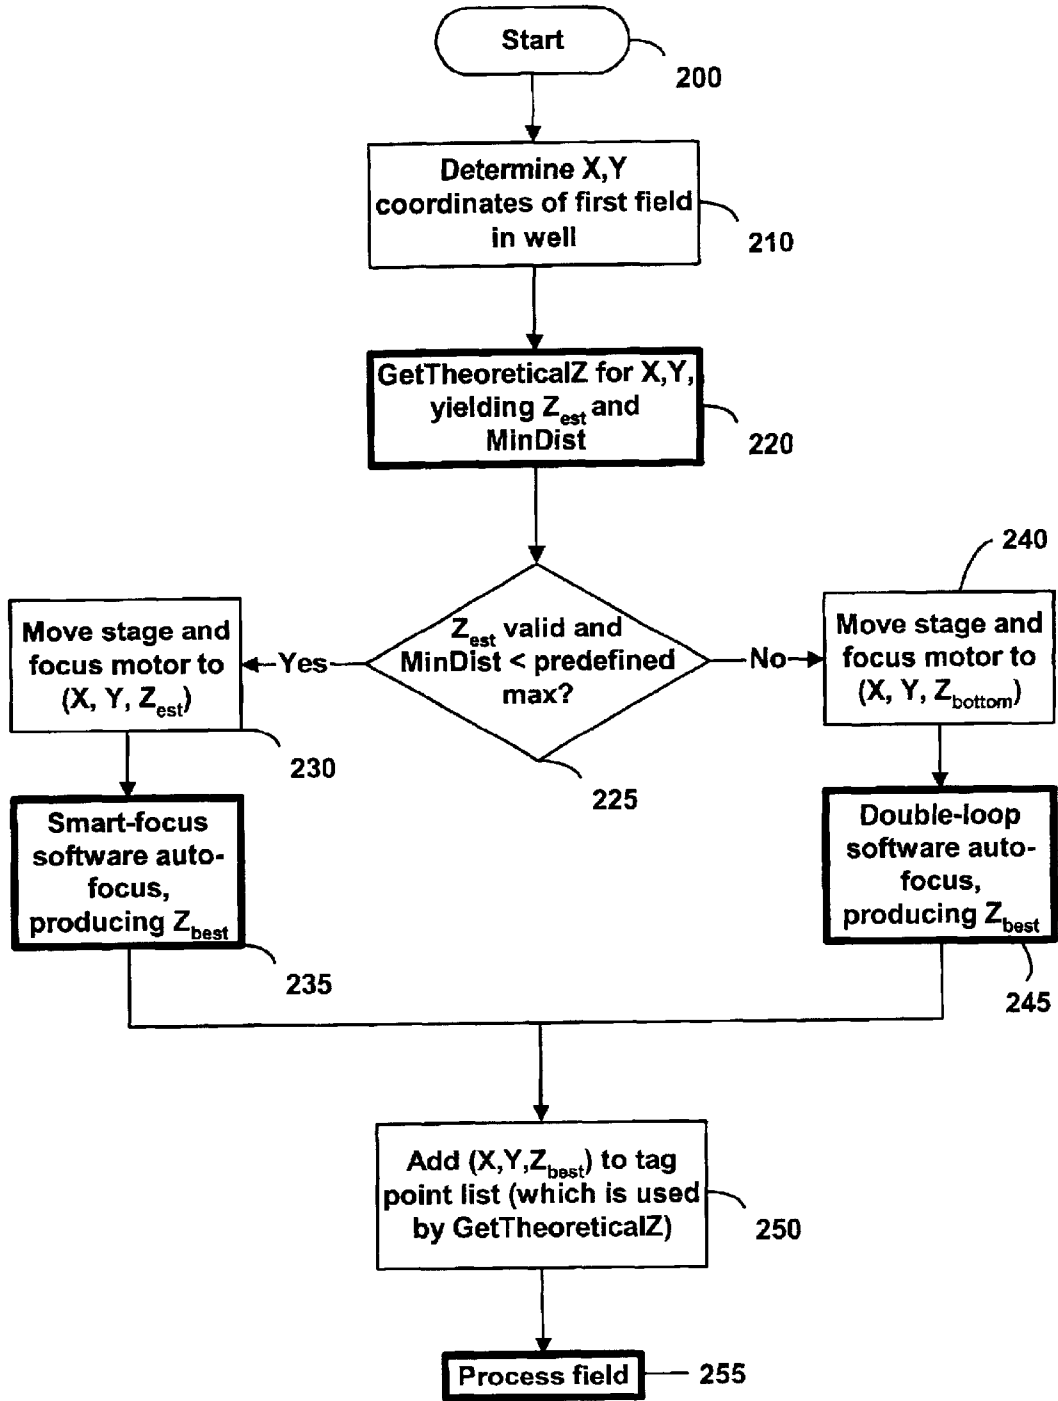 Start
200
Determine X,Y
coordinates of first field
in well
210
GetTheoreticalZ for X,Y,
yielding Zest and
MinDist
220
Zest valid and
MinDist < predefined
max?
225
Yes
No
Move stage and
focus motor to
(X, Y, Zest)
230
Smart-focus
software auto-
focus,
producing Zbest
235
240
Move stage and
focus motor to
(X, Y, Zbottom)
Double-loop
software auto-
focus,
producing Zbest
245
Add (X,Y,Zbest) to tag
point list (which is used
by GetTheoreticalZ)
250
Process field
255